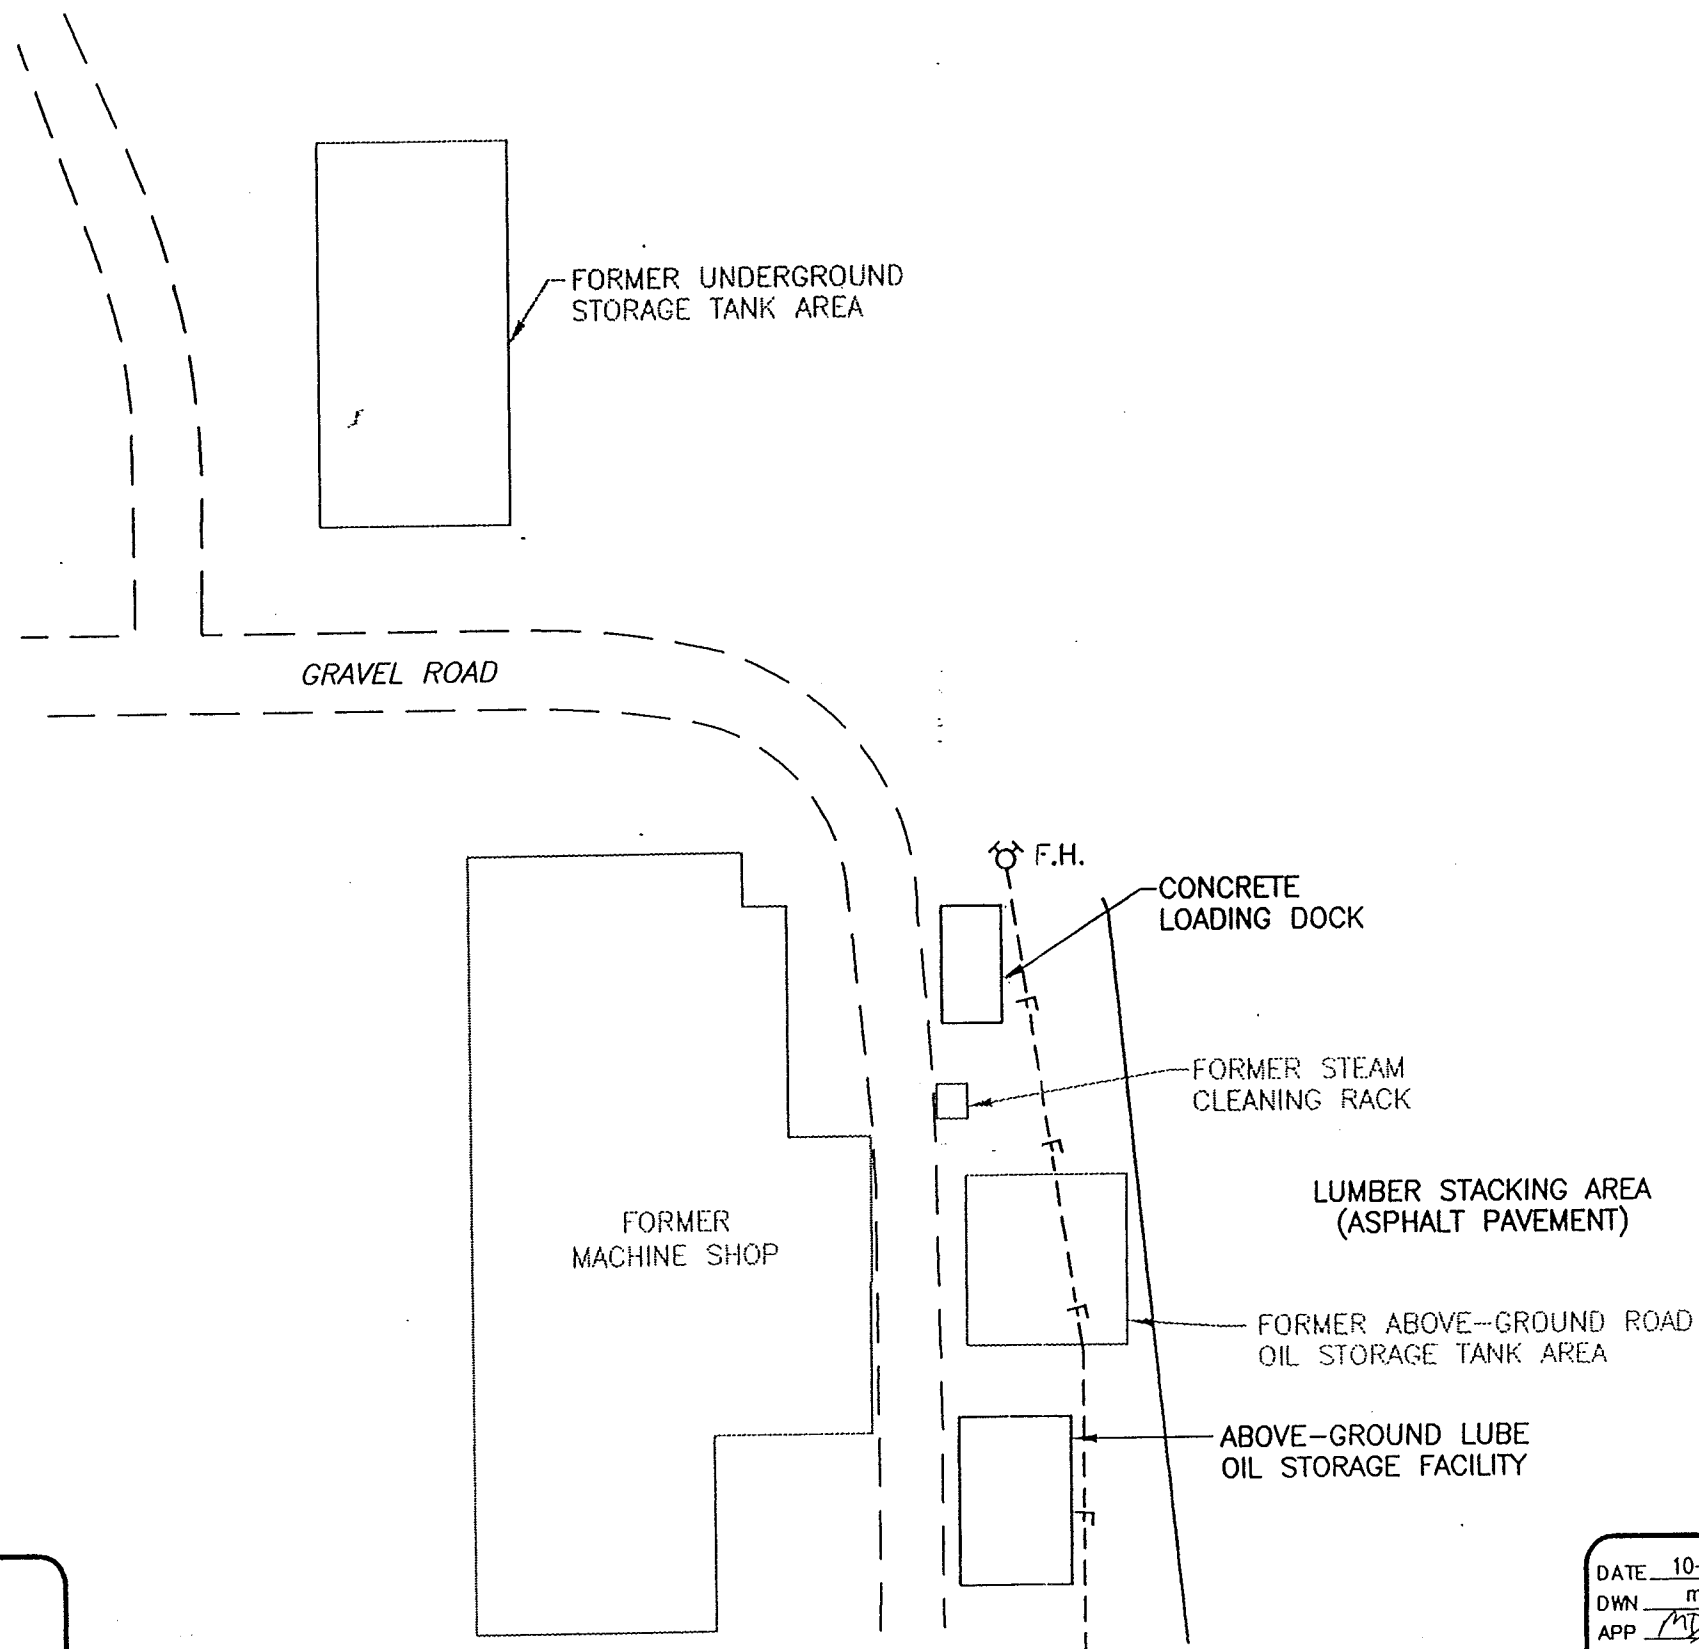 FORMER UNDERGROUND
STORAGE TANK AREA
GRAVEL ROAD
F.H.
CONCRETE
LOADING DOCK
FORMER STEAM
CLEANING RACK
LUMBER STACKING AREA
(ASPHALT PAVEMENT)
FORMER
MACHINE SHOP
FORMER ABOVE-GROUND ROAD
OIL STORAGE TANK AREA
ABOVE-GROUND LUBE
OIL STORAGE FACILITY
DATE 10-
DWN m
APP